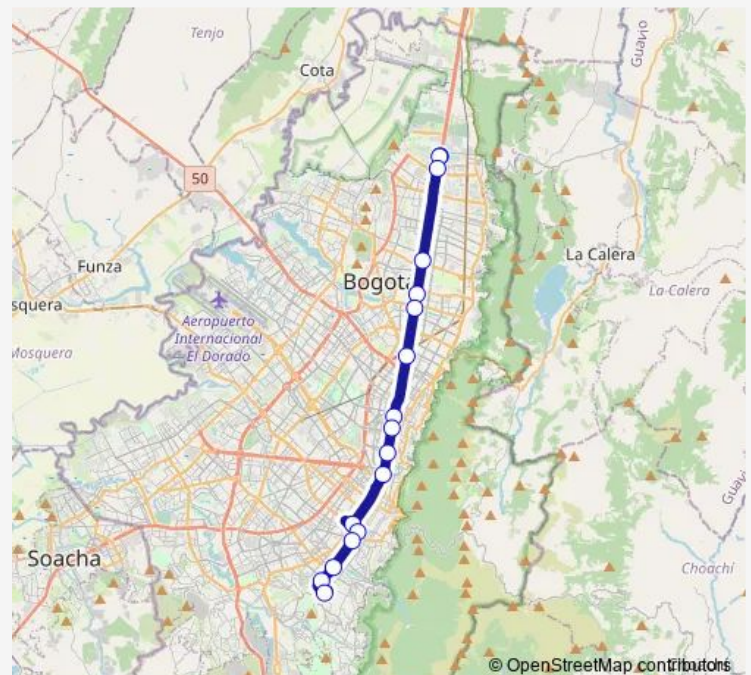 Tenjo
Cota
Guavio
50
La Calera
Funza
Bogotá
La-Calera
squera
Aeropuerto
Internacional
El Dorado
Mosquera
Soacha
Choachí
© OpenStreetMap contributors